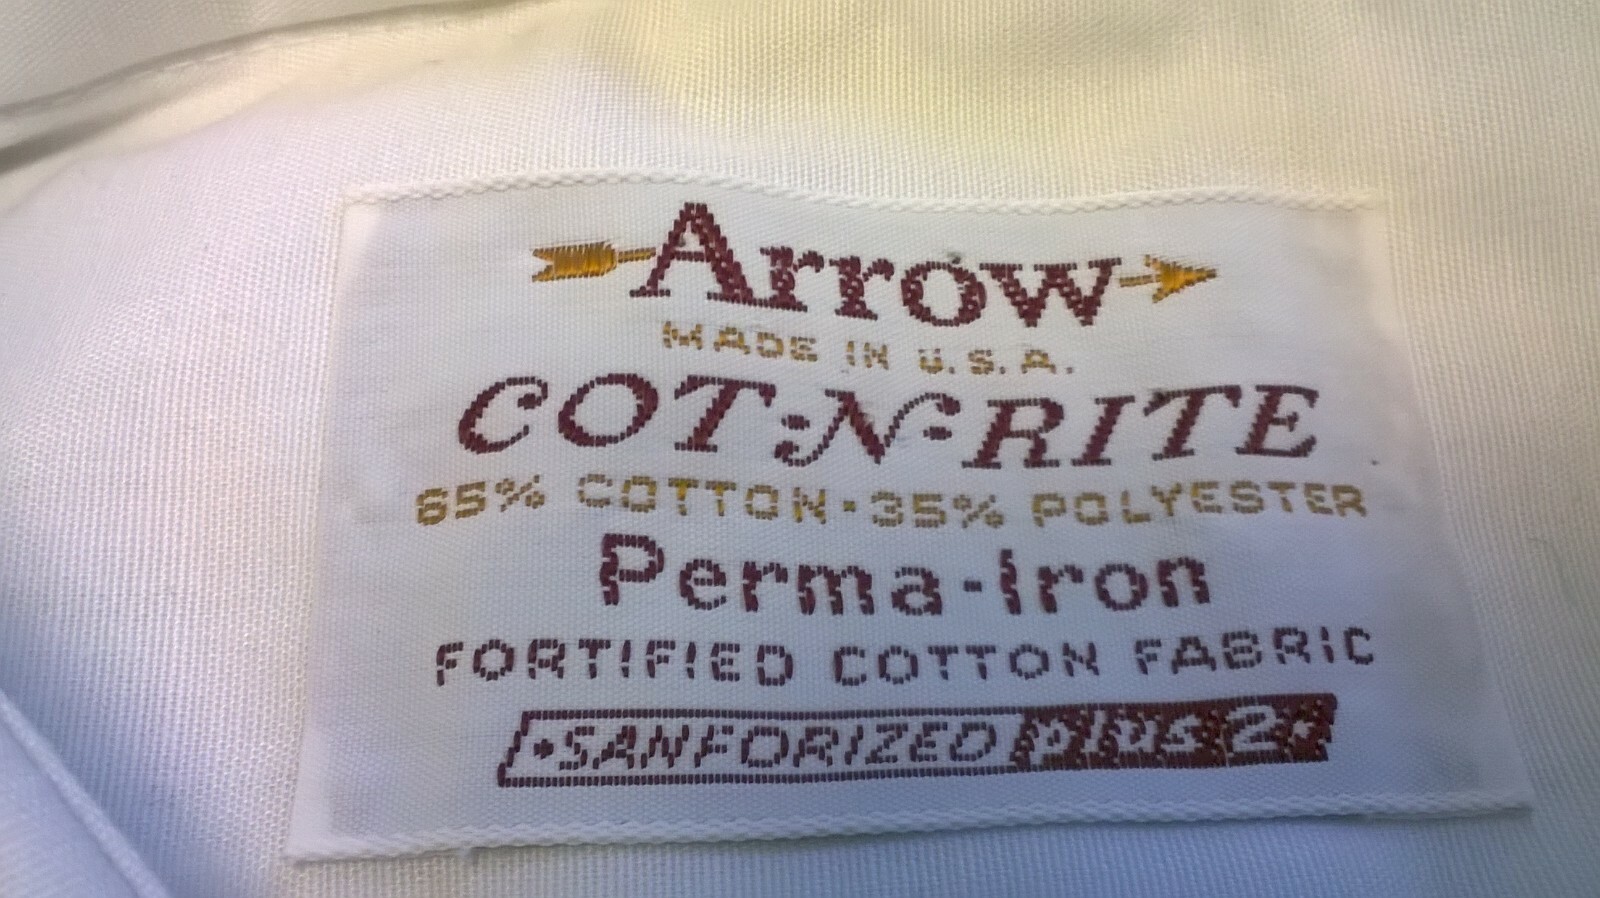 Arrow
MADE IN U.S.A.
COT:N:RITE
65% COTTON·35% POLYESTER
Perma-Iron
FORTIFIED COTTON FABRIC
·SANFORIZED plus 2·